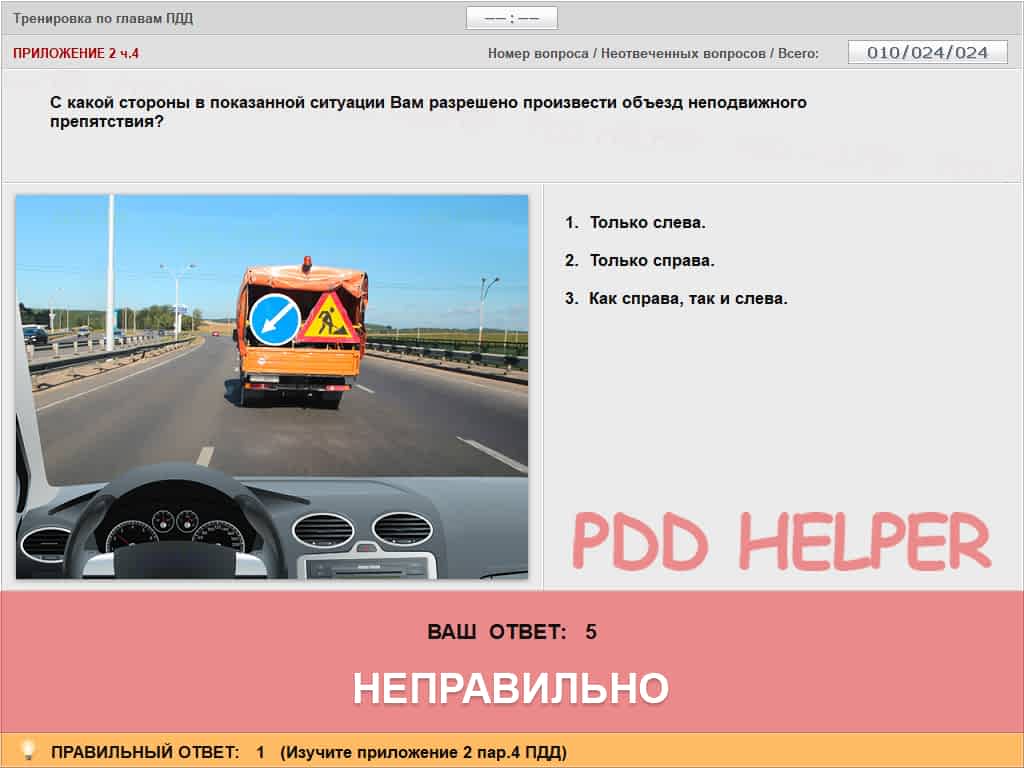 Тренировка по главам ПДД
—— : ——
ПРИЛОЖЕНИЕ 2 ч.4
Номер вопроса / Неотвеченных вопросов / Всего:
010/024/024
С какой стороны в показанной ситуации Вам разрешено произвести объезд неподвижного
препятствия?
1. Только слева.
2. Только справа.
3. Как справа, так и слева.
PDD HELPER
ВАШ ОТВЕТ: 5
НЕПРАВИЛЬНО
ПРАВИЛЬНЫЙ ОТВЕТ: 1 (Изучите приложение 2 пар.4 ПДД)